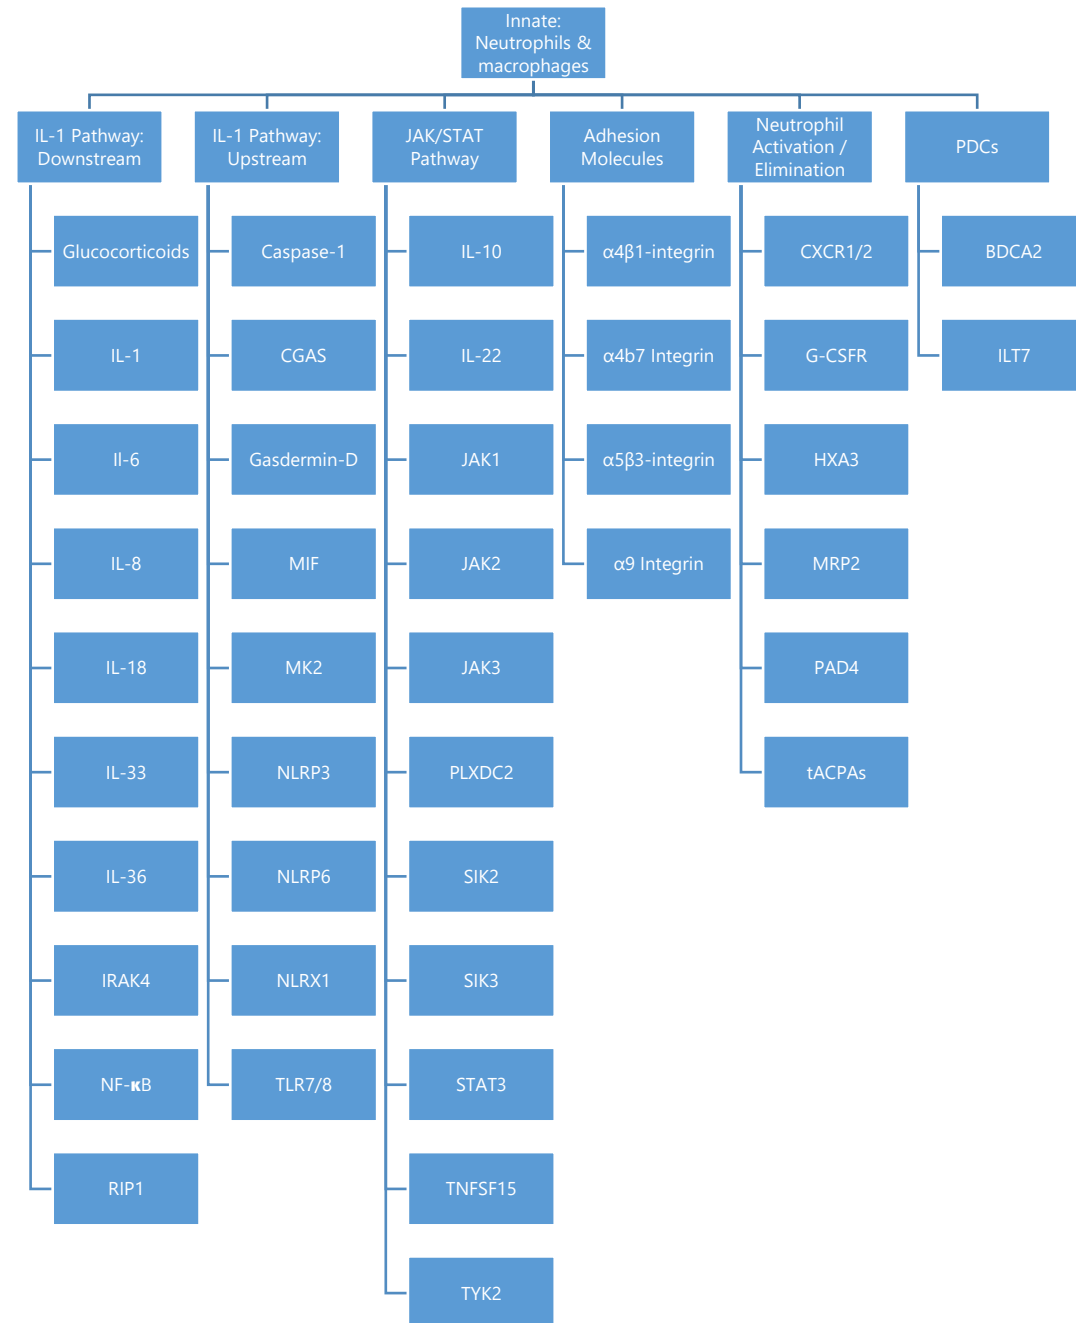 Innate:
Neutrophils &
macrophages
IL-1 Pathway:
Downstream
IL-1 Pathway:
Upstream
JAK/STAT
Pathway
Adhesion
Molecules
Neutrophil
Activation /
Elimination
PDCs
Glucocorticoids
Caspase-1
IL-10
α4β1-integrin
CXCR1/2
BDCA2
IL-1
CGAS
IL-22
α4b7 Integrin
G-CSFR
ILT7
Il-6
Gasdermin-D
JAK1
α5β3-integrin
HXA3
IL-8
MIF
JAK2
α9 Integrin
MRP2
IL-18
MK2
JAK3
PAD4
IL-33
NLRP3
PLXDC2
tACPAs
IL-36
NLRP6
SIK2
IRAK4
NLRX1
SIK3
NF-κB
TLR7/8
STAT3
RIP1
TNFSF15
TYK2